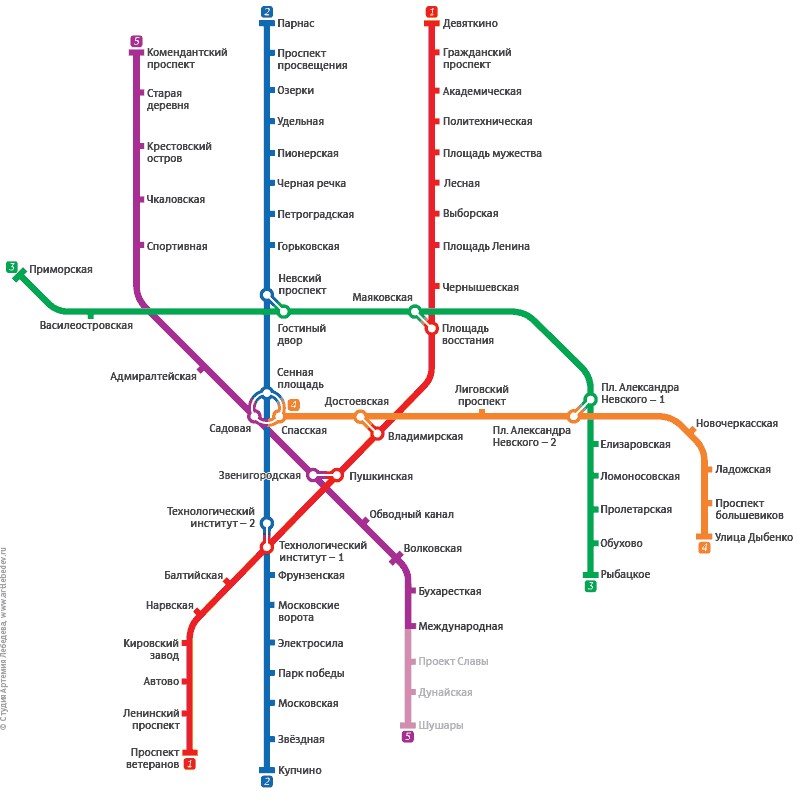 2
Парнас
Проспект
просвещения
Озерки
Удельная
Пионерская
Черная речка
Петроградская
Горьковская
Невский
проспект
1
Девяткино
Гражданский
проспект
Академическая
Политехническая
Площадь мужества
Лесная
Выборская
Площадь Ленина
Чернышевская
5
Комендантский
проспект
Старая
деревня
Крестовский
остров
Чкаловская
Спортивная
3
Приморская
Василеостровская
Адмиралтейская
Гостиный
двор
Маяковская
Площадь
восстания
Сенная
площадь
4
Садовая
Спасская
Достоевская
Владимирская
Лиговский
проспект
Пл. Александра
Невского – 2
Пл. Александра
Невского – 1
Новочеркасская
Ладожская
Проспект
большевиков
Улица Дыбенко
4
Елизаровская
Ломоносовская
Пролетарская
Обухово
Рыбацкое
3
Звенигородская
Пушкинская
Обводный канал
Волковская
Бухарестская
Международная
Проект Славы
Дунайская
Шушары
5
Технологический
институт – 2
Технологический
институт – 1
Фрунзенская
Московские
ворота
Электросила
Парк победы
Московская
Звёздная
Купчино
2
Балтийская
Нарвская
Кировский
завод
Автово
Ленинский
проспект
Проспект
ветеранов
1
© Студия Артемия Лебедева, www.artlebedev.ru